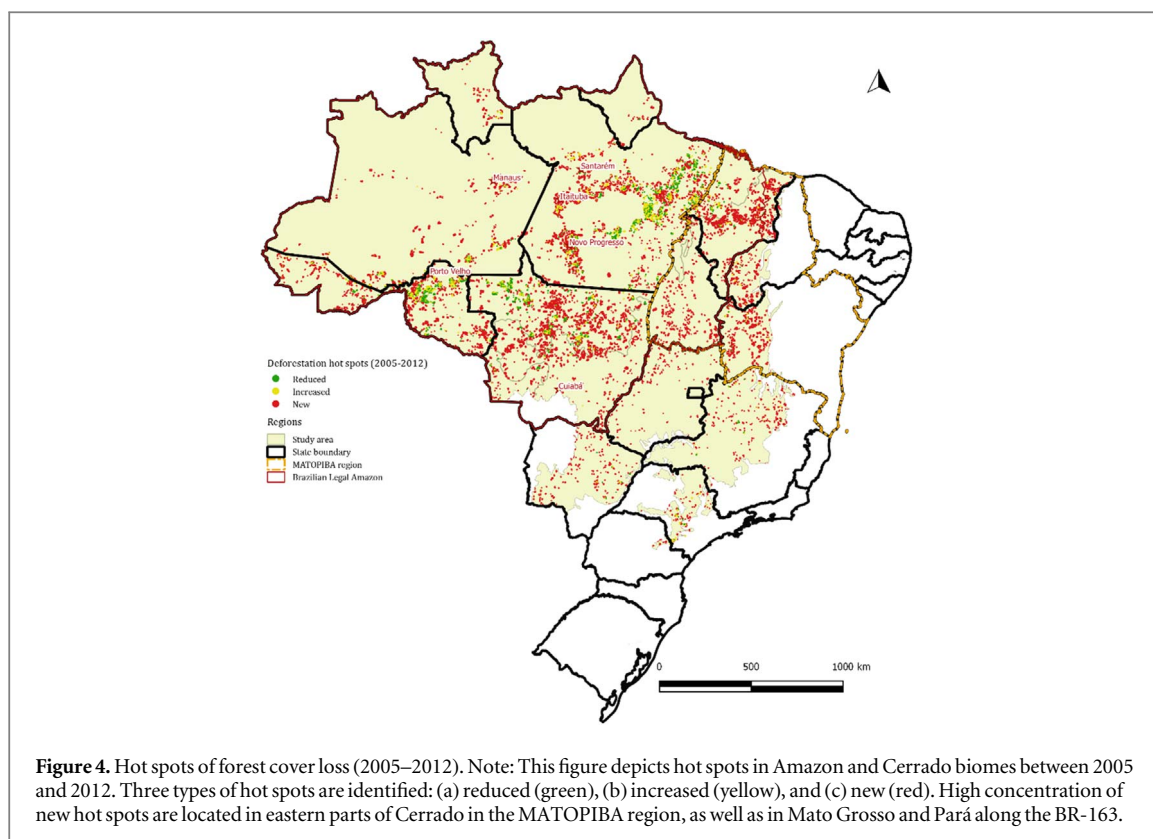 Santarém
Manaus
Itaituba
Novo Progresso
Porto Velho
Cuiabá
Deforestation hot spots (2005-2012)
Reduced
Increased
New
Regions
Study area
State boundary
MATOPIBA region
Brazilian Legal Amazon
0 500 1000 km
Figure 4. Hot spots of forest cover loss (2005–2012). Note: This figure depicts hot spots in Amazon and Cerrado biomes between 2005
and 2012. Three types of hot spots are identified: (a) reduced (green), (b) increased (yellow), and (c) new (red). High concentration of
new hot spots are located in eastern parts of Cerrado in the MATOPIBA region, as well as in Mato Grosso and Pará along the BR-163.